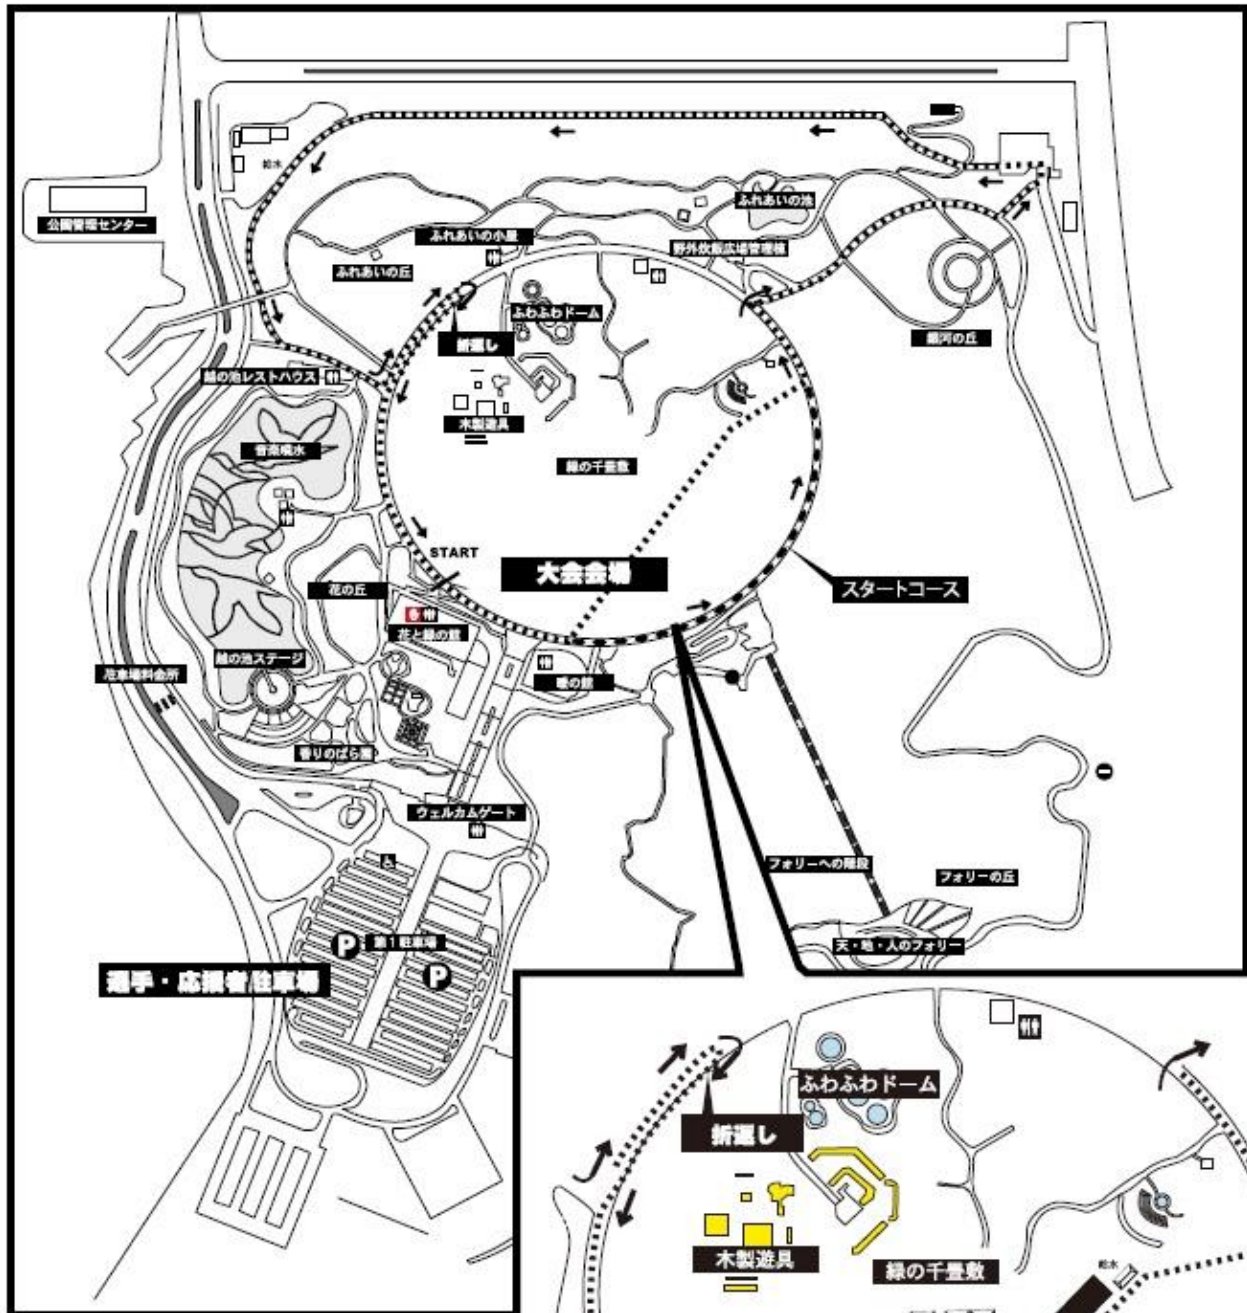 給水
公園管理センター
ふれあいの池
ふれあいの小屋
野外炊飯広場管理棟
ふれあいの丘
ふわふわドーム
銀河の丘
折返し
越の池レストハウス
木製遊具
音楽噴水
緑の千畳敷
START
大会会場
スタートコース
花の丘
花と緑の館
越の池ステージ
暖の館
駐車場料金所
香りのばら園
ウェルカムゲート
フォリーへの階段
フォリーの丘
天・地・人のフォリー
P
第1駐車場
P
選手・応援者駐車場
ふわふわドーム
折返し
木製遊具
緑の千畳敷
給水